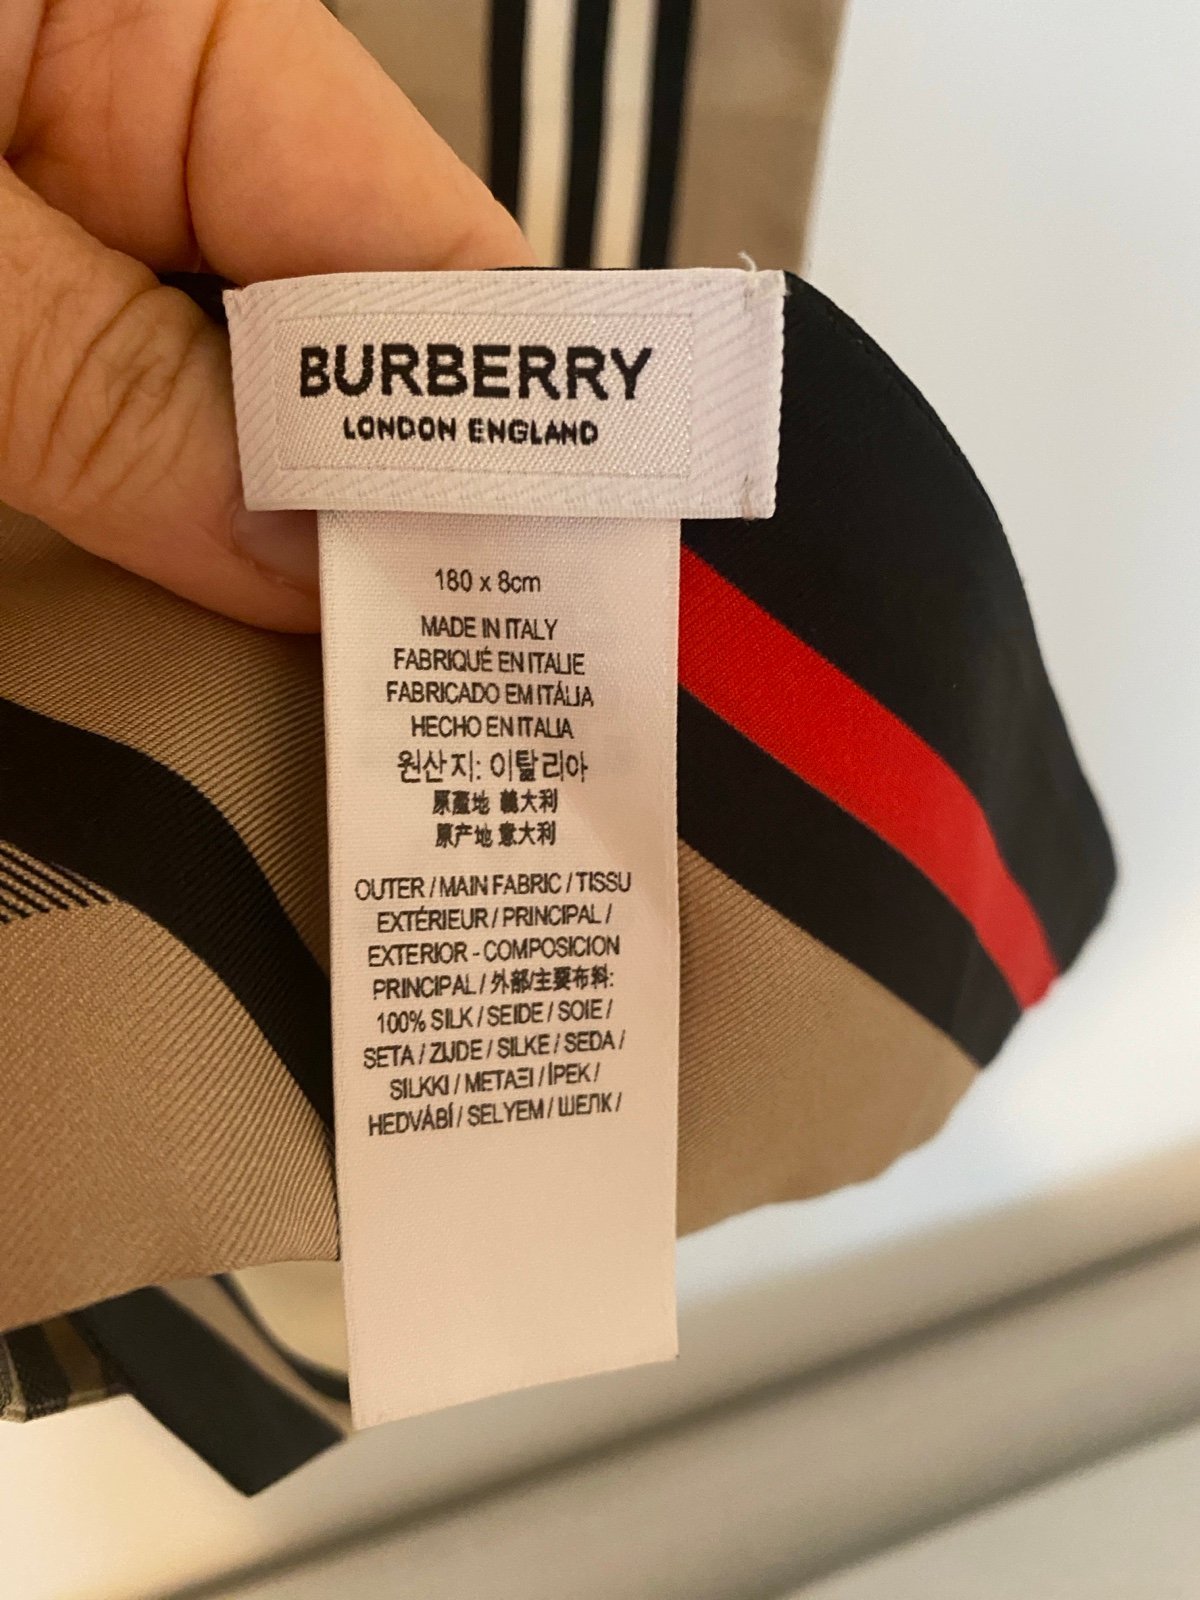 BURBERRY
LONDON ENGLAND
180 x 8cm
MADE IN ITALY
FABRIQUÉ EN ITALIE
FABRICADO EM ITÁLIA
HECHO EN ITALIA
원산지: 이탈리아
原產地 義大利
原产地 意大利
OUTER / MAIN FABRIC / TISSU
EXTÉRIEUR / PRINCIPAL /
EXTERIOR - COMPOSICION
PRINCIPAL / 外部/主要布料:
100% SILK / SEIDE / SOIE /
SETA / ZIJDE / SILKE / SEDA /
SILKKI / ΜΕΤΑΞΙ / İPEK /
HEDVÁBÍ / SELYEM / ШЕЛК /